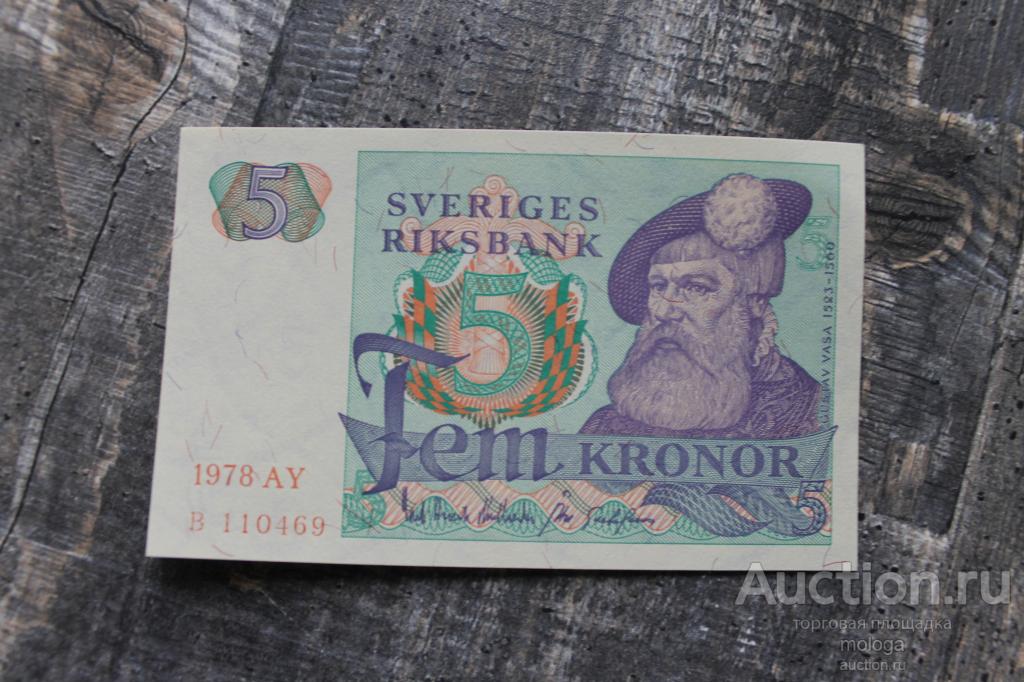 5
SVERIGES
RIKSBANK
5
5
GUSTAV VASA 1523-1560
Fem KRONOR
1978 AY
B 110469
5
5
Auction.ru
торговая площадка
mologa
auction.ru